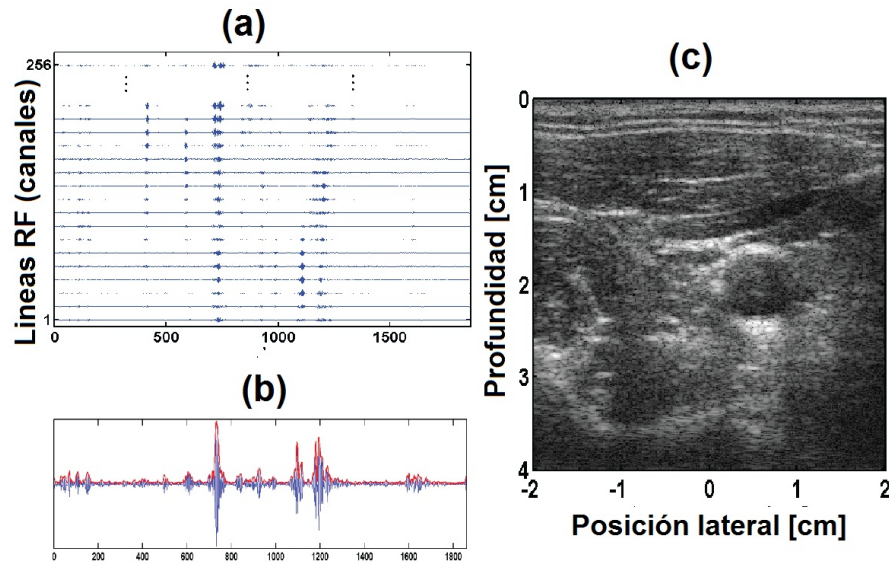 (a)
256
Lineas RF (canales)
1
0 500 1000 1500
(b)
0 200 400 600 800 1000 1200 1400 1600 1800
(c)
0
1
2
3
4
Profundidad [cm]
-2 -1 0 1 2
Posición lateral [cm]